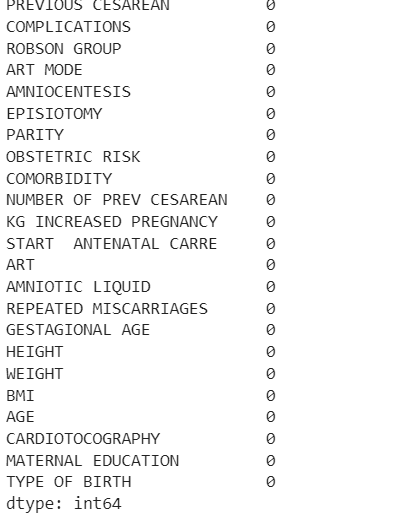 PREVIOUS CESAREAN 0
COMPLICATIONS 0
ROBSON GROUP 0
ART MODE 0
AMNIOCENTESIS 0
EPISIOTOMY 0
PARITY 0
OBSTETRIC RISK 0
COMORBIDITY 0
NUMBER OF PREV CESAREAN 0
KG INCREASED PREGNANCY 0
START  ANTENATAL CARRE 0
ART 0
AMNIOTIC LIQUID 0
REPEATED MISCARRIAGES 0
GESTAGIONAL AGE 0
HEIGHT 0
WEIGHT 0
BMI 0
AGE 0
CARDIOTOCOGRAPHY 0
MATERNAL EDUCATION 0
TYPE OF BIRTH 0
dtype: int64